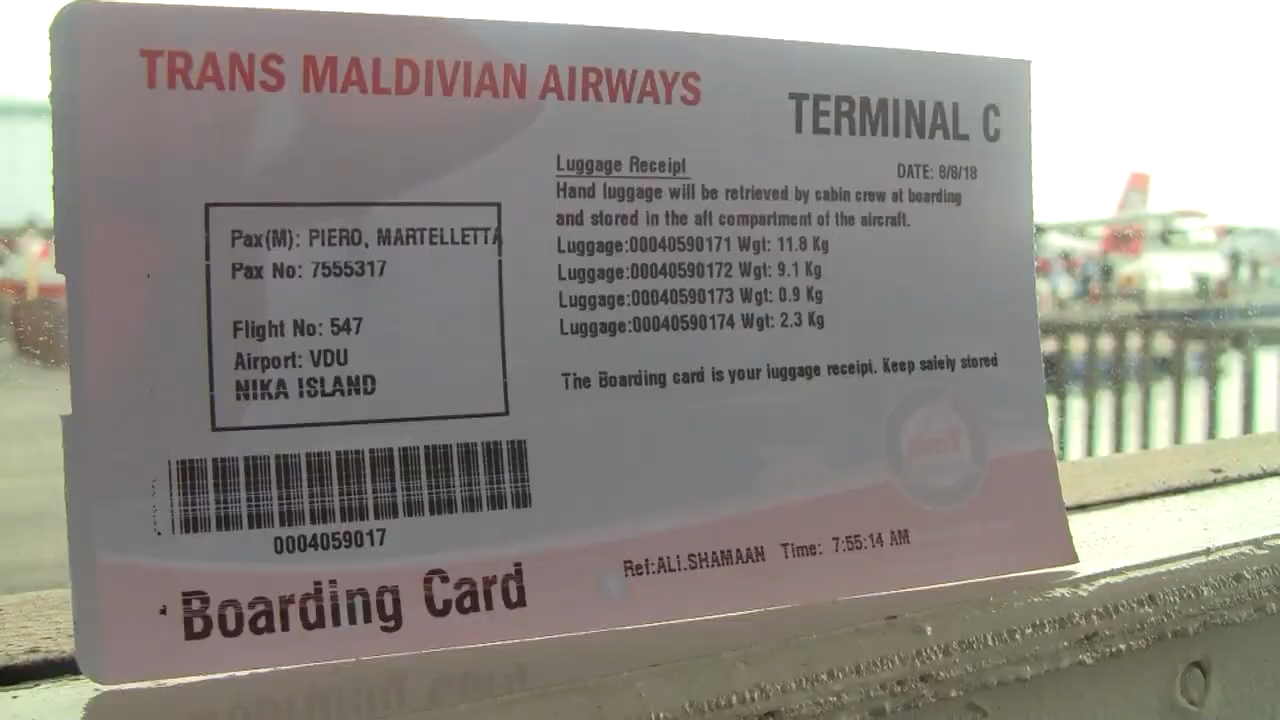 TRANS MALDIVIAN AIRWAYS
TERMINAL C
Luggage Receipt
DATE: 8/8/18
Hand luggage will be retrieved by cabin crew at boarding
and stored in the aft compartment of the aircraft.
Luggage:00040590171 Wgt: 11.8 Kg
Luggage:00040590172 Wgt: 9.1 Kg
Luggage:00040590173 Wgt: 0.9 Kg
Luggage:00040590174 Wgt: 2.3 Kg
The Boarding card is your luggage receipt. Keep safely stored
Pax(M): PIERO, MARTELLETTA
Pax No: 7555317
Flight No: 547
Airport: VDU
NIKA ISLAND
0004059017
Boarding Card
Ref:ALI.SHAMAAN Time: 7:55:14 AM